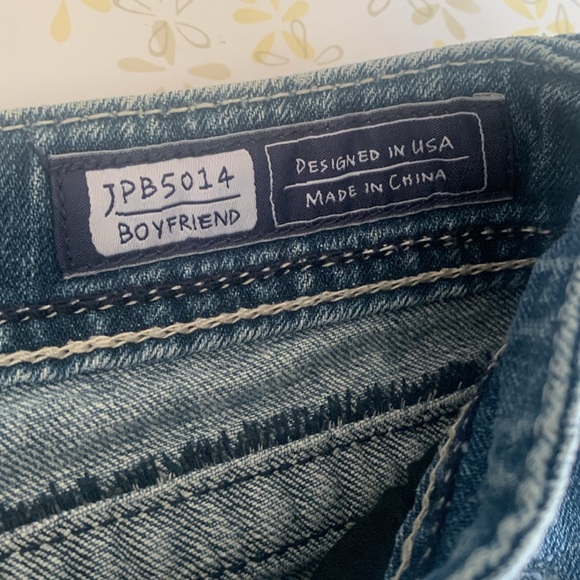 JPB5014
BOYFRIEND
DESIGNED IN USA
MADE IN CHINA